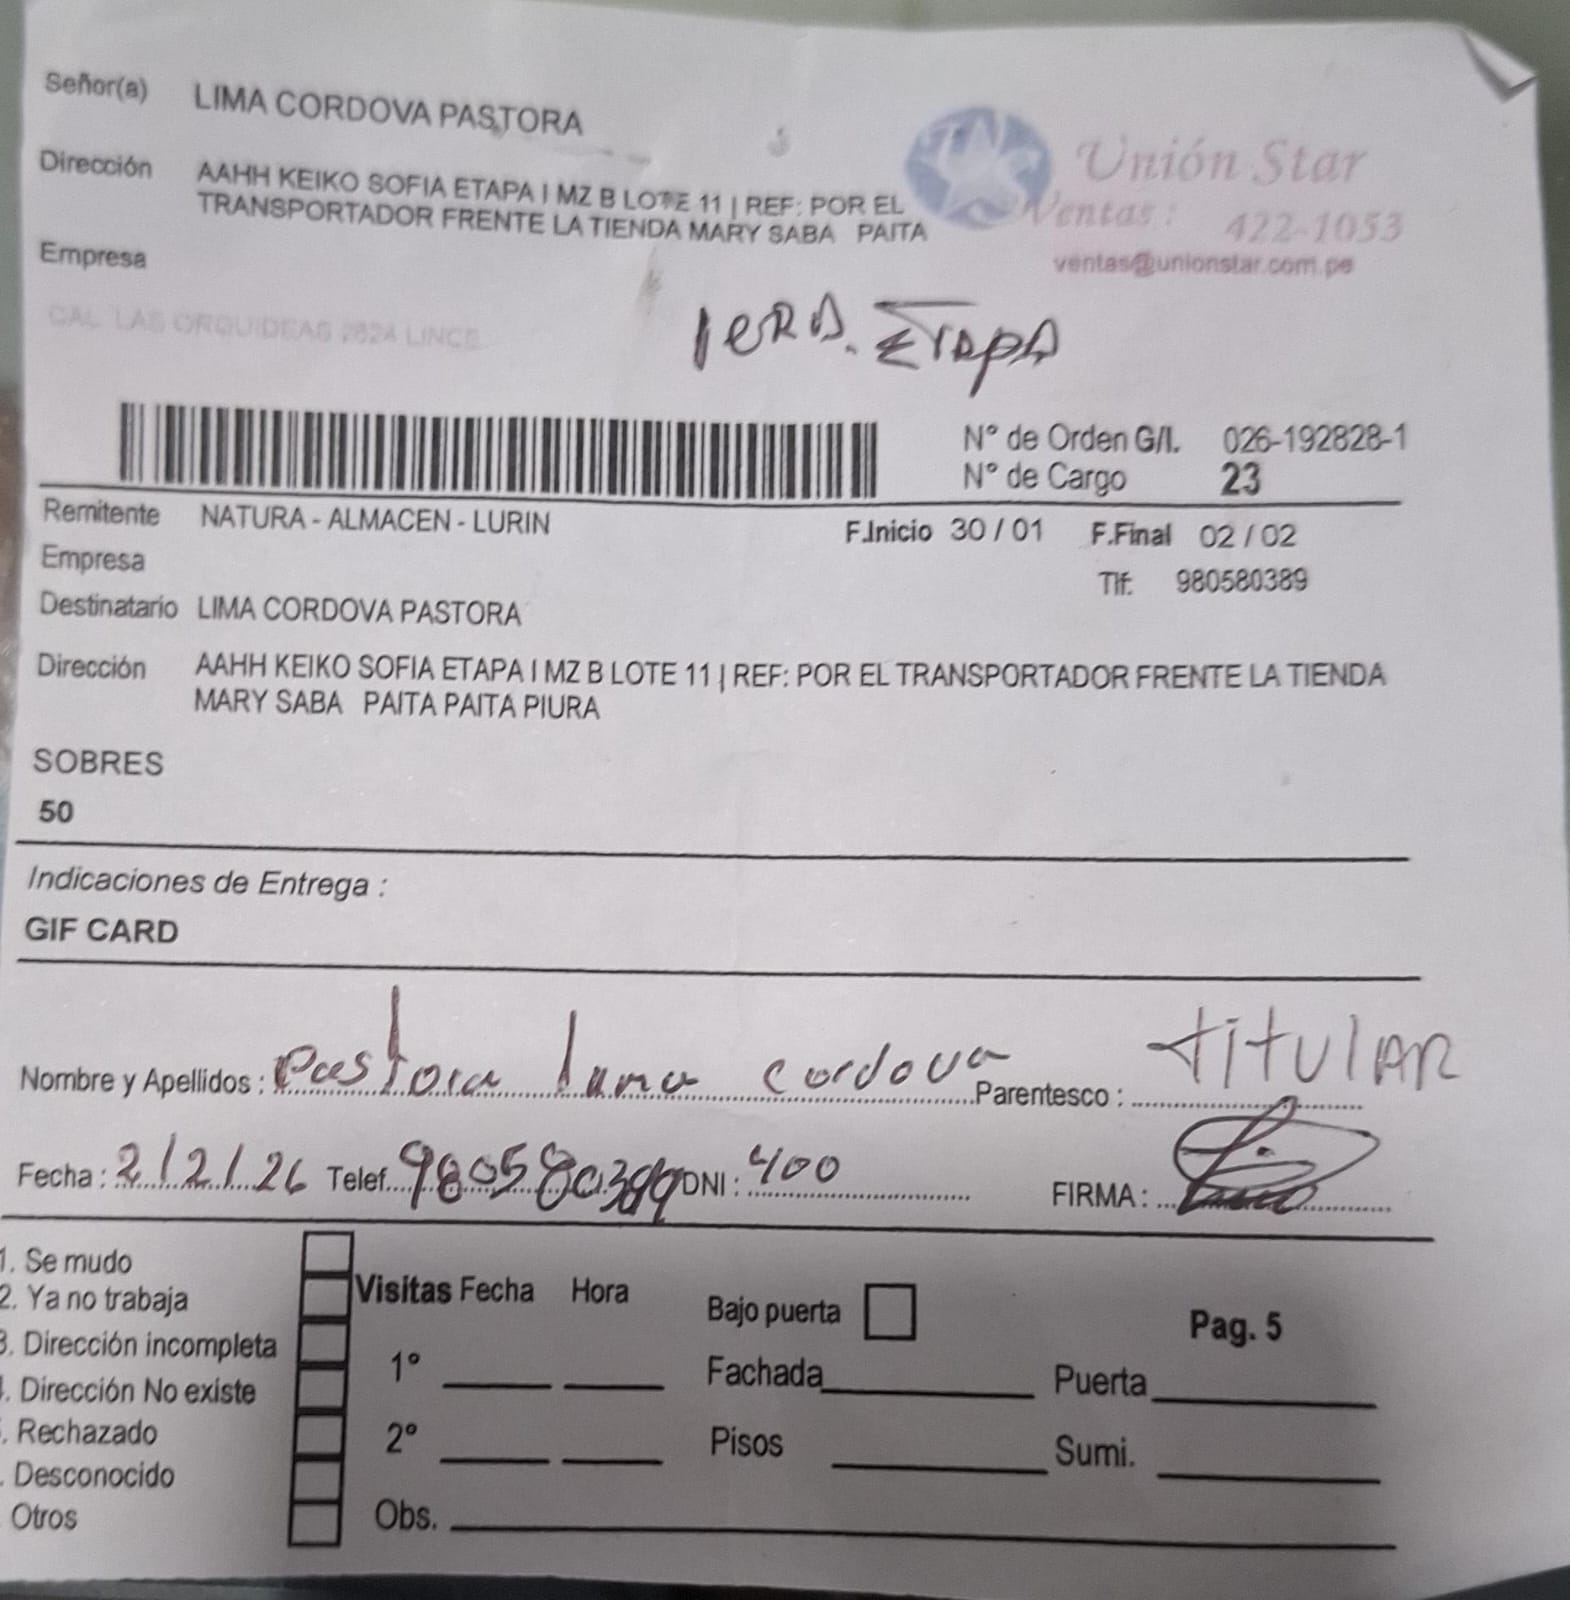 Señor(a) LIMA CORDOVA PASTORA
Dirección AAHH KEIKO SOFIA ETAPA I MZ B LOTE 11 | REF: POR EL
TRANSPORTADOR FRENTE LA TIENDA MARY SABA PAITA
Empresa
Unión Star
Ventas : 422-1053
ventas@unionstar.com.pe
CAL LAS ORQUIDEAS 2624 LINCE
1ERA. ETAPA
N° de Orden G/I. 026-192828-1
N° de Cargo 23
Remitente NATURA - ALMACEN - LURIN F.Inicio 30 / 01 F.Final 02 / 02
Empresa Tlf: 980580389
Destinatario LIMA CORDOVA PASTORA
Dirección AAHH KEIKO SOFIA ETAPA I MZ B LOTE 11 | REF: POR EL TRANSPORTADOR FRENTE LA TIENDA
MARY SABA PAITA PAITA PIURA
SOBRES
50
Indicaciones de Entrega :
GIF CARD
Nombre y Apellidos : Pastora cordova Parentesco : titulAR
Fecha : 2/2/26 Telef. DNI : 400 FIRMA :
1. Se mudo
2. Ya no trabaja
3. Dirección incompleta
. Dirección No existe
. Rechazado
. Desconocido
Otros
Visitas Fecha Hora
1°
2°
Obs.
Bajo puerta
Fachada Puerta
Pisos Sumi.
Pag. 5